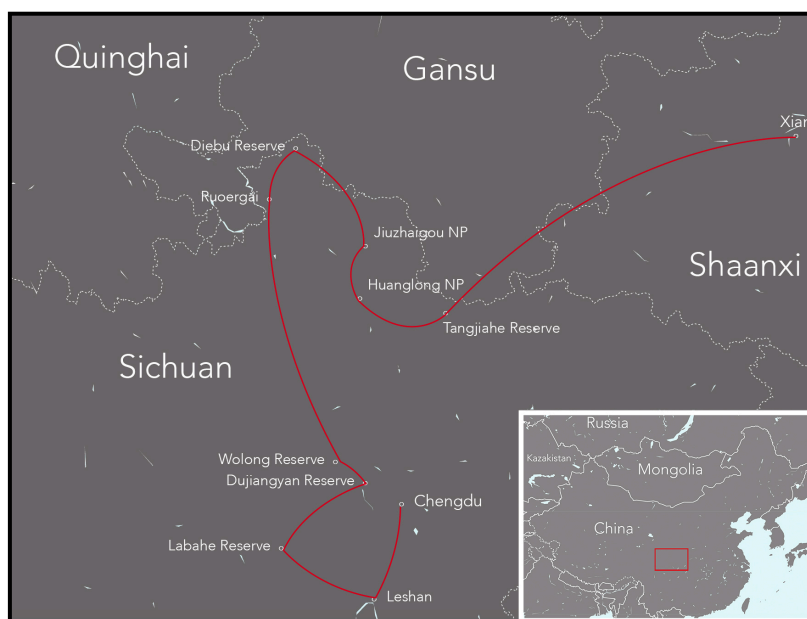 Quinghai
Gansu
Xian
Diebu Reserve
Ruoergai
Jiuzhaigou NP
Shaanxi
Huanglong NP
Tangjiahe Reserve
Sichuan
Russia
Kazakistan
Mongolia
Wolong Reserve
Dujiangyan Reserve
Chengdu
China
Labahe Reserve
Leshan